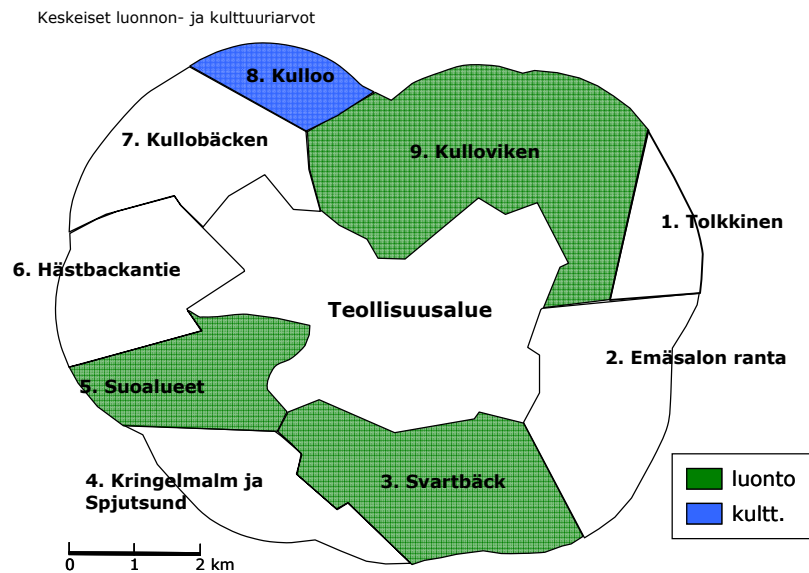 Keskeiset luonnon- ja kulttuuriarvot
8. Kulloo
7. Kullobäcken
9. Kulloviken
1. Tolkkinen
6. Hästbackantie
Teollisuusalue
2. Emäsalon ranta
5. Suoalueet
4. Kringelmalm ja
Spjutsund
3. Svartbäck
luonto
kultt.
0 1 2 km